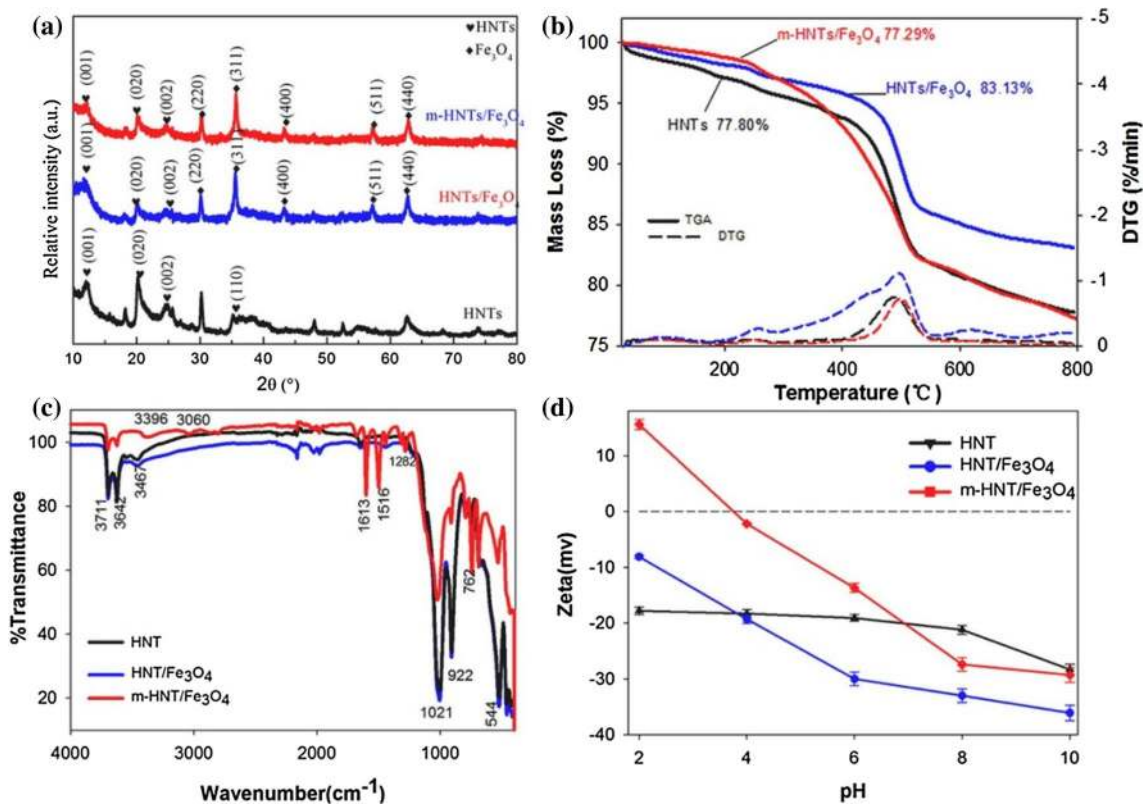 (a)
♥ HNTs
♦ Fe3O4
(001)
(020)
(002)
(220)
(311)
(400)
(511)
(440)
m-HNTs/Fe3O4
(001)
(020)
(002)
(220)
(311)
(400)
(511)
(440)
HNTs/Fe3O
(001)
(020)
(002)
(110)
HNTs
Relative intensity (a.u.)
10 20 30 40 50 60 70 80
2θ (°)
(b)
m-HNTs/Fe3O4 77.29%
HNTs/Fe3O4 83.13%
HNTs 77.80%
TGA
DTG
Mass Loss (%)
100
95
90
85
80
75
-5
-4
-3
-2
-1
0
DTG (%/min)
200 400 600 800
Temperature (℃)
(c)
3396 3060
3711
3642
3467
1613
1516
1282
1021
922
762
544
HNT
HNT/Fe3O4
m-HNT/Fe3O4
%Transmittance
100
80
60
40
20
4000 3000 2000 1000
Wavenumber(cm-1)
(d)
HNT
HNT/Fe3O4
m-HNT/Fe3O4
Zeta(mv)
10
0
-10
-20
-30
-40
2 4 6 8 10
pH